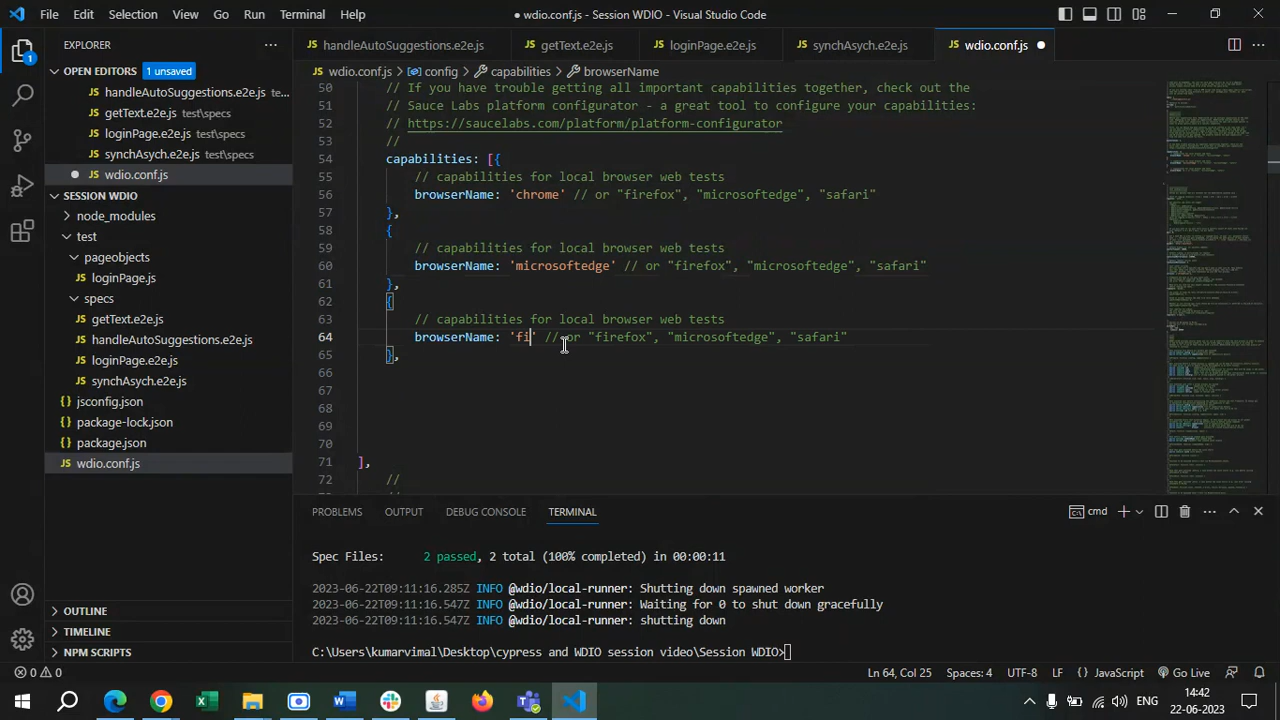 File Edit Selection View Go Run Terminal Help
wdio.conf.js - Session WDIO - Visual Studio Code
EXPLORER
OPEN EDITORS 1 unsaved
handleAutoSuggestions.e2e.js te...
getText.e2e.js test\specs
loginPage.e2e.js test\specs
synchAsych.e2e.js test\specs
wdio.conf.js
SESSION WDIO
node_modules
test
pageobjects
loginPage.js
specs
getText.e2e.js
handleAutoSuggestions.e2e.js
loginPage.e2e.js
synchAsych.e2e.js
jsconfig.json
package-lock.json
package.json
wdio.conf.js
OUTLINE
TIMELINE
NPM SCRIPTS
handleAutoSuggestions.e2e.js getText.e2e.js loginPage.e2e.js synchAsych.e2e.js wdio.conf.js
wdio.conf.js > config > capabilities > browserName
50 // If you have trouble getting all important capabilities together, check out the
51 // Sauce Labs platform configurator - a great tool to configure your capabilities:
52 // https://saucelabs.com/platform/platform-configurator
53 //
54 capabilities: [{
55 // capabilities for local browser web tests
56 browserName: 'chrome' // or "firefox", "microsoftedge", "safari"
57 },
58 {
59 // capabilities for local browser web tests
60 browserName: 'microsoftedge' // or "firefox", "microsoftedge", "safari"
61 },
62 {
63 // capabilities for local browser web tests
64 browserName: 'fi' // or "firefox", "microsoftedge", "safari"
65 },
66
67
68
69
70
71 ],
72 //
PROBLEMS OUTPUT DEBUG CONSOLE TERMINAL
cmd
Spec Files: 2 passed, 2 total (100% completed) in 00:00:11
2023-06-22T09:11:16.285Z INFO @wdio/local-runner: Shutting down spawned worker
2023-06-22T09:11:16.547Z INFO @wdio/local-runner: Waiting for 0 to shut down gracefully
2023-06-22T09:11:16.547Z INFO @wdio/local-runner: shutting down
C:\Users\kumarvimal\Desktop\cypress and WDIO session video\Session WDIO>
0 0 Ln 64, Col 25 Spaces: 4 UTF-8 LF {} JavaScript Go Live
ENG 14:42
22-06-2023